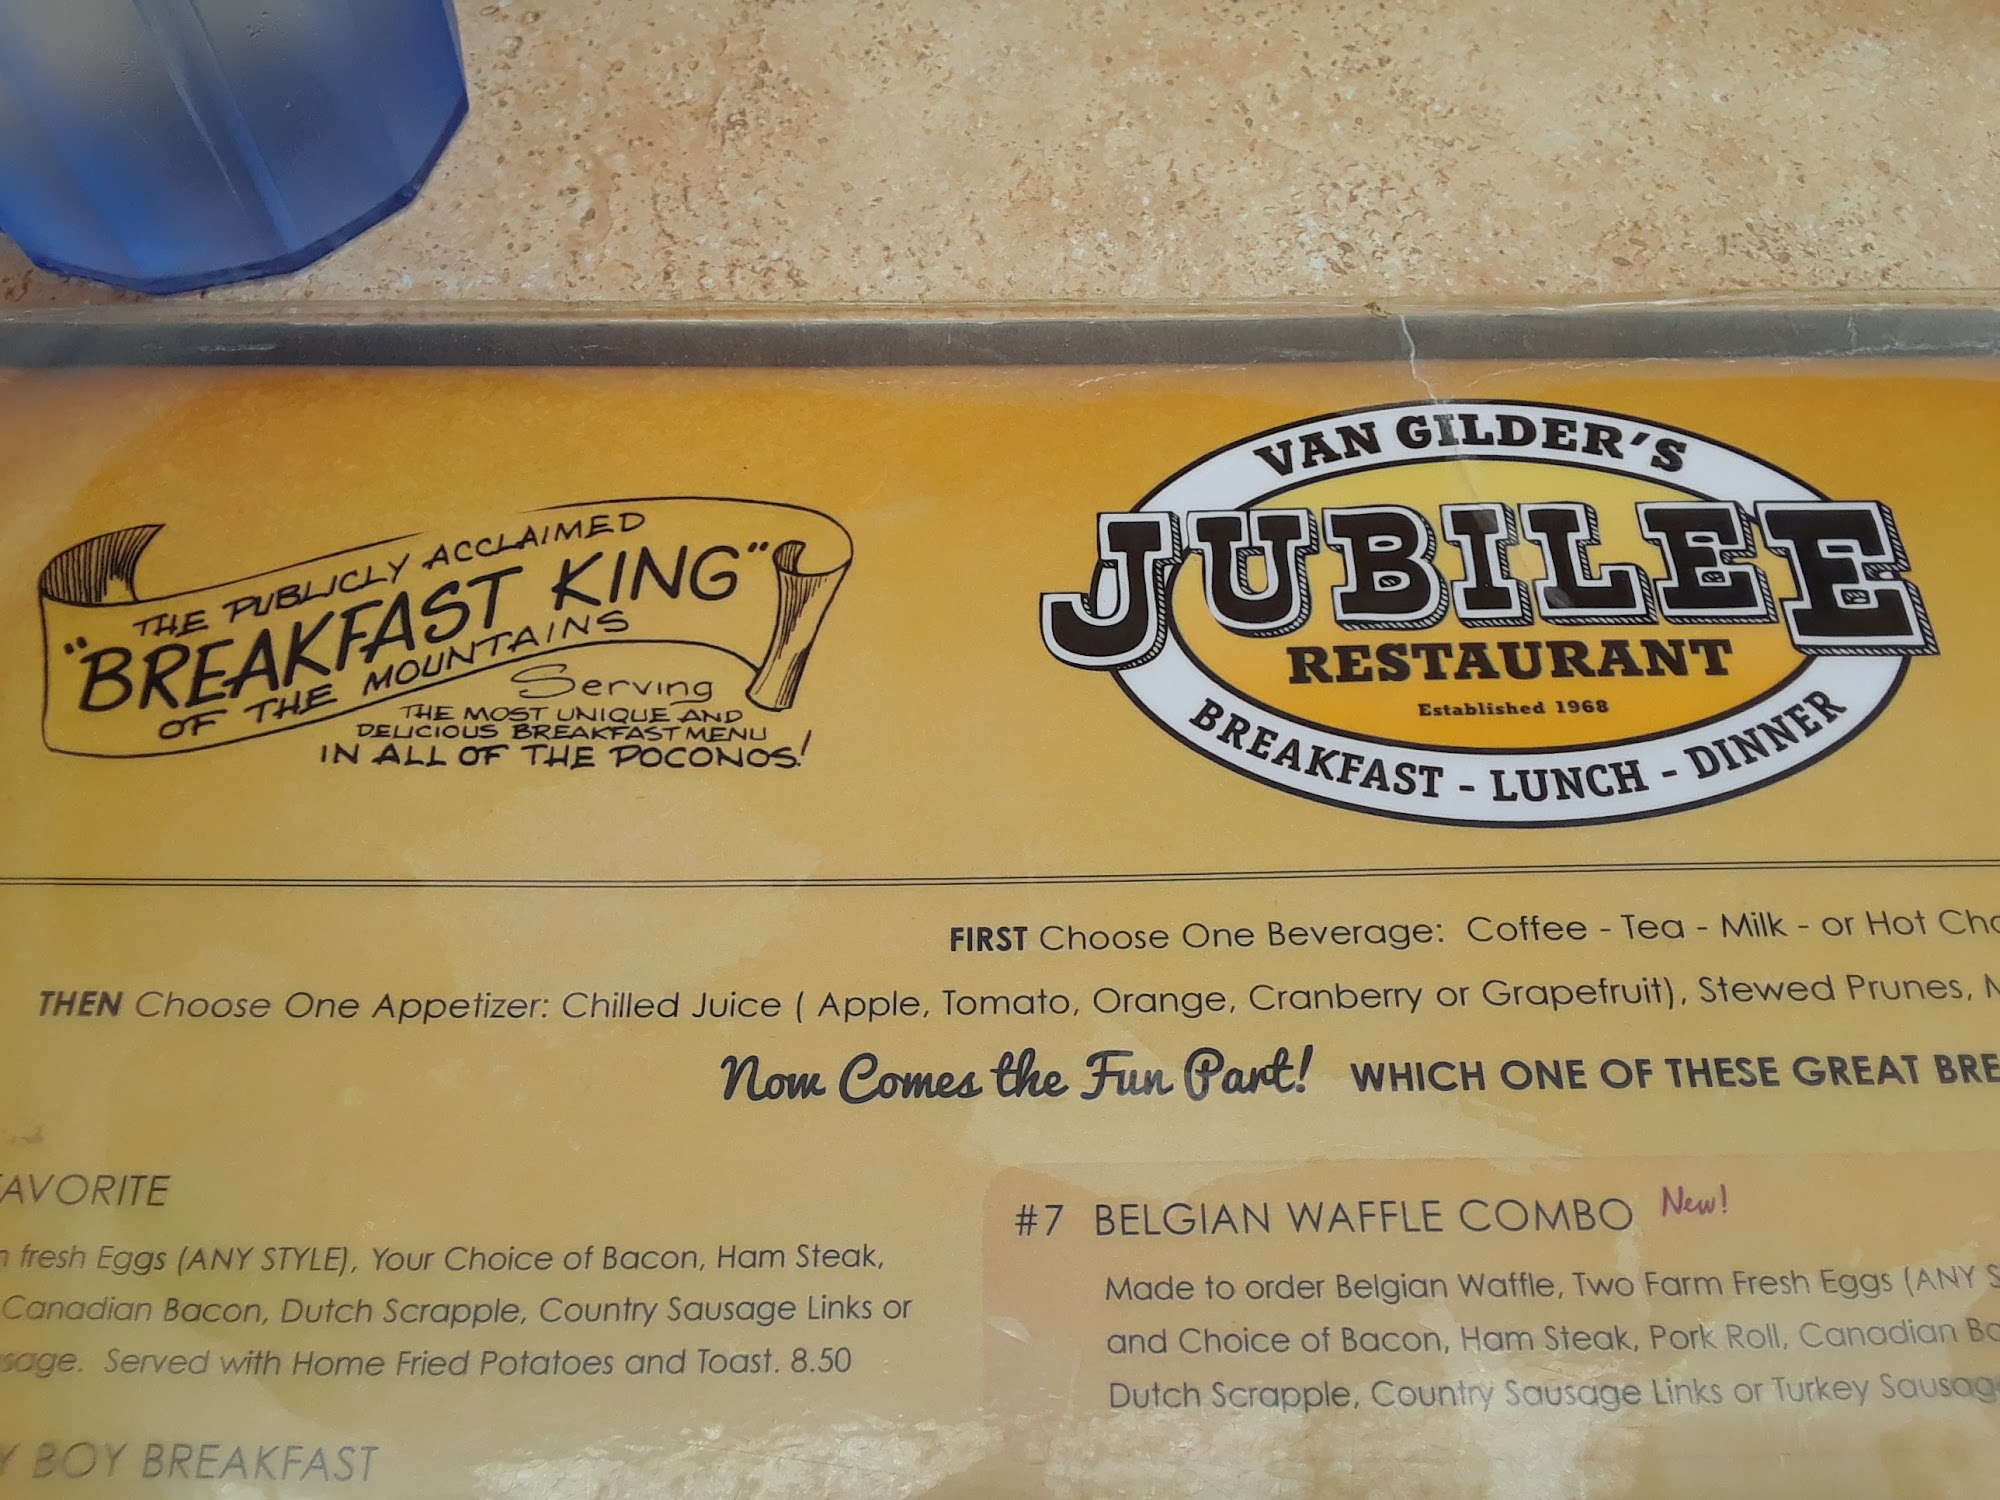 THE PUBLICLY ACCLAIMED
"BREAKFAST KING"
OF THE MOUNTAINS
Serving
THE MOST UNIQUE AND
DELICIOUS BREAKFAST MENU
IN ALL OF THE POCONOS!
VAN GILDER'S
JUBILEE
RESTAURANT
Established 1968
BREAKFAST - LUNCH - DINNER
FIRST Choose One Beverage: Coffee - Tea - Milk - or Hot
THEN Choose One Appetizer: Chilled Juice ( Apple, Tomato, Orange, Cranberry or Grapefruit), Stewed Prunes,
Now Comes the Fun Part! WHICH ONE OF THESE GREAT
FAVORITE
fresh Eggs (ANY STYLE), Your Choice of Bacon, Ham Steak,
Canadian Bacon, Dutch Scrapple, Country Sausage Links or
sage. Served with Home Fried Potatoes and Toast. 8.50
BOY BREAKFAST
#7 BELGIAN WAFFLE COMBO New!
Made to order Belgian Waffle, Two Farm Fresh Eggs (ANY
and Choice of Bacon, Ham Steak, Pork Roll, Canadian
Dutch Scrapple, Country Sausage Links or Turkey Sausag